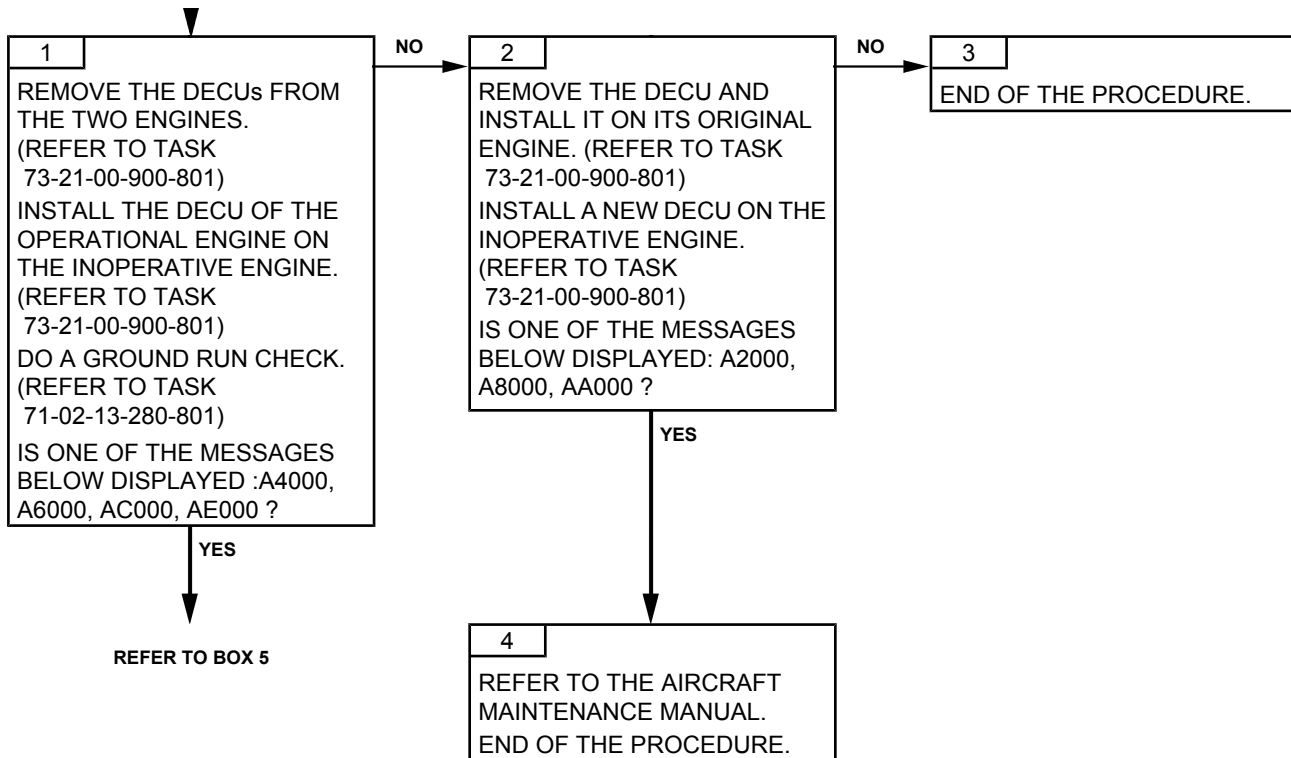 1
REMOVE THE DECUs FROM
THE TWO ENGINES.
(REFER TO TASK
73-21-00-900-801)
INSTALL THE DECU OF THE
OPERATIONAL ENGINE ON
THE INOPERATIVE ENGINE.
(REFER TO TASK
73-21-00-900-801)
DO A GROUND RUN CHECK.
(REFER TO TASK
71-02-13-280-801)
IS ONE OF THE MESSAGES
BELOW DISPLAYED :A4000,
A6000, AC000, AE000 ?
NO
YES
REFER TO BOX 5
2
REMOVE THE DECU AND
INSTALL IT ON ITS ORIGINAL
ENGINE. (REFER TO TASK
73-21-00-900-801)
INSTALL A NEW DECU ON THE
INOPERATIVE ENGINE.
(REFER TO TASK
73-21-00-900-801)
IS ONE OF THE MESSAGES
BELOW DISPLAYED: A2000,
A8000, AA000 ?
NO
YES
3
END OF THE PROCEDURE.
4
REFER TO THE AIRCRAFT
MAINTENANCE MANUAL.
END OF THE PROCEDURE.